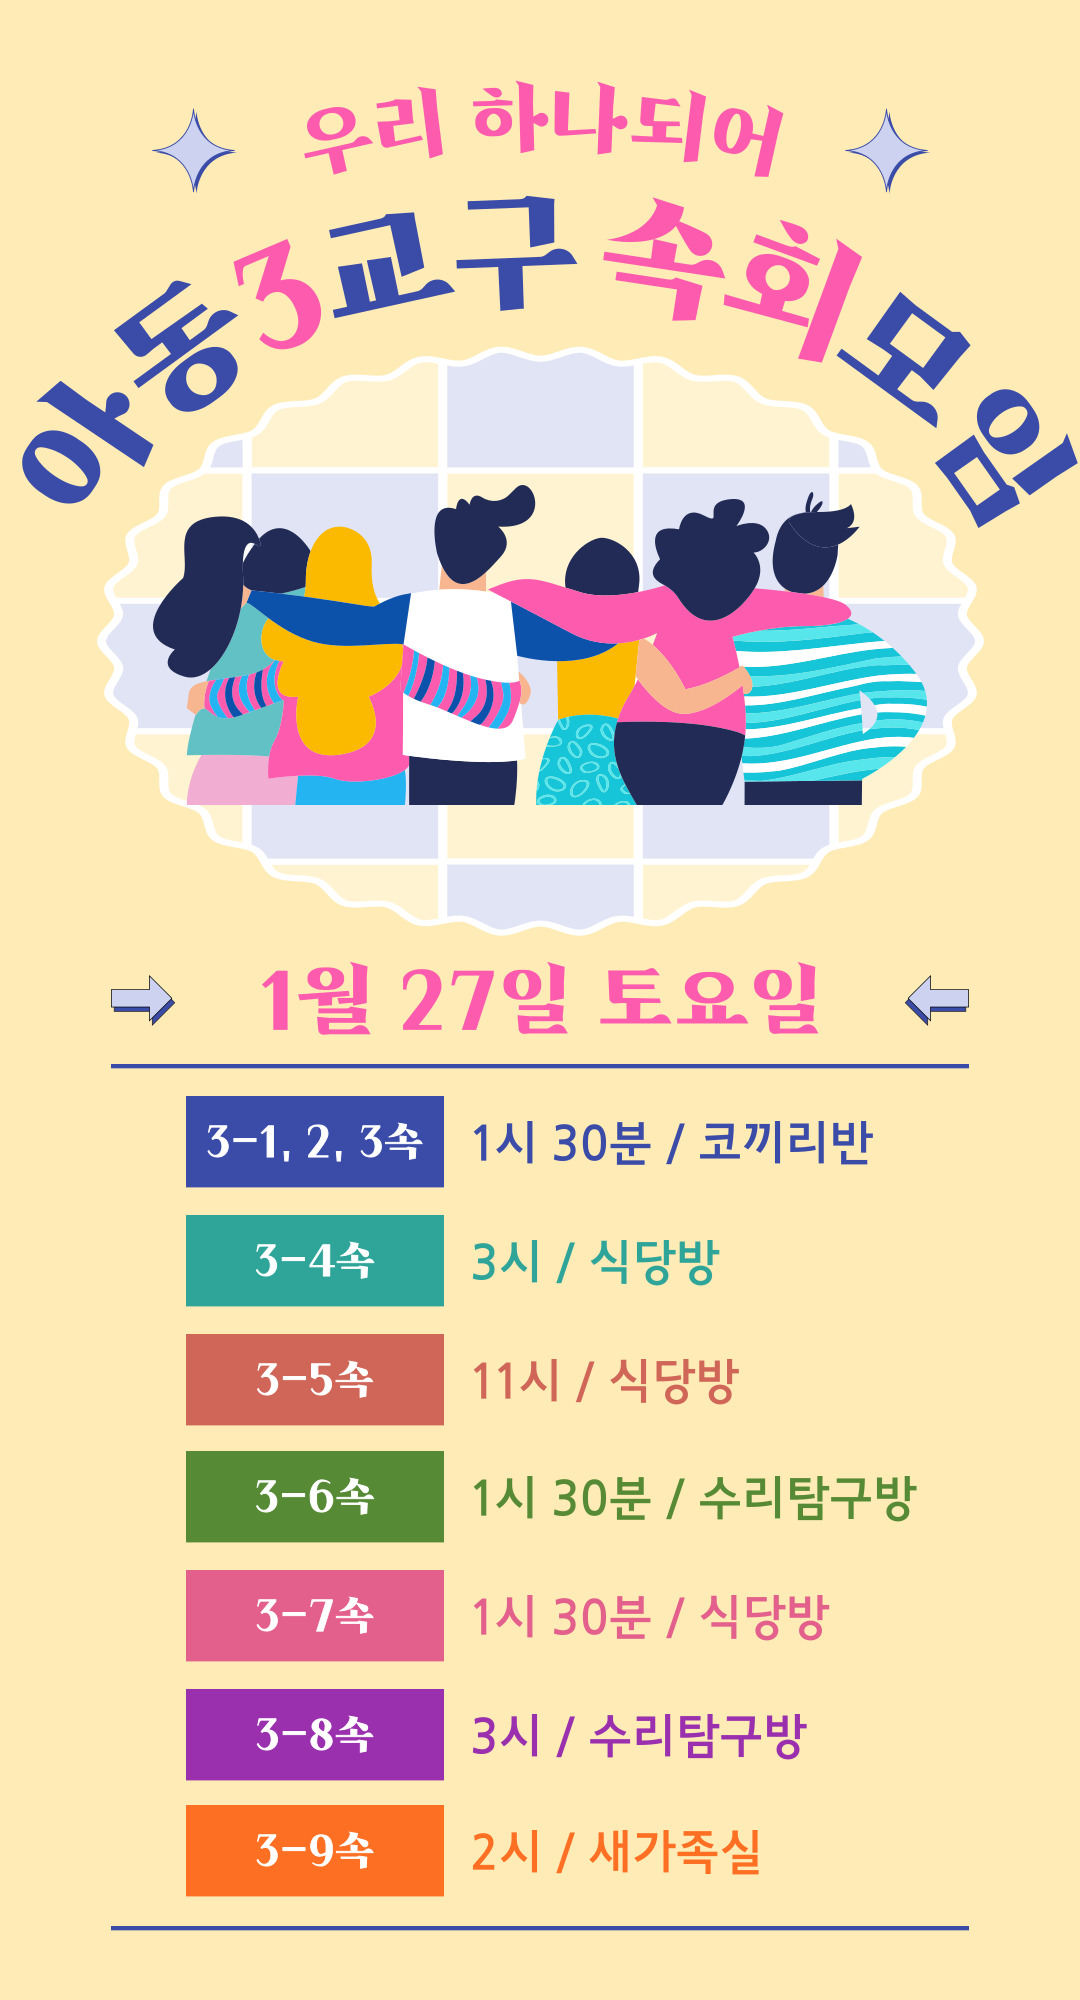 우리 하나되어
아동3교구 속회모임
1월 27일 토요일
3-1, 2, 3속 1시 30분 / 코끼리반
3-4속 3시 / 식당방
3-5속 11시 / 식당방
3-6속 1시 30분 / 수리탐구방
3-7속 1시 30분 / 식당방
3-8속 3시 / 수리탐구방
3-9속 2시 / 새가족실